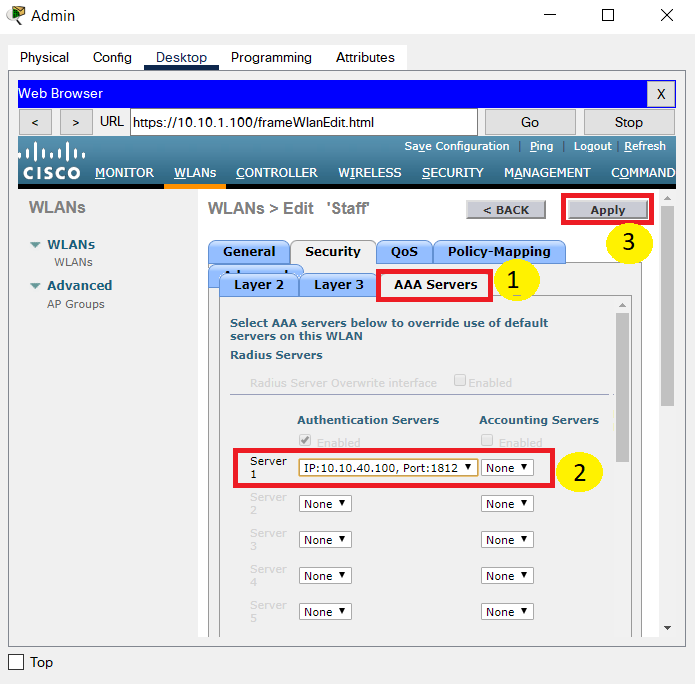 Admin
Physical Config Desktop Programming Attributes
Web Browser X
< > URL https://10.10.1.100/frameWlanEdit.html Go Stop
Save Configuration | Ping | Logout | Refresh
CISCO MONITOR WLANs CONTROLLER WIRELESS SECURITY MANAGEMENT COMMAND
WLANs
WLANs
WLANs
Advanced
AP Groups
WLANs > Edit 'Staff' < BACK Apply
3
General Security QoS Policy-Mapping
Advanced
Layer 2 Layer 3 AAA Servers 1
Select AAA servers below to override use of default
servers on this WLAN
Radius Servers
Radius Server Overwrite interface Enabled
Authentication Servers Accounting Servers
Enabled Enabled
Server
1 IP:10.10.40.100, Port:1812 None 2
Server
2 None None
Server
3 None None
Server
4 None None
Server
5 None None
Top